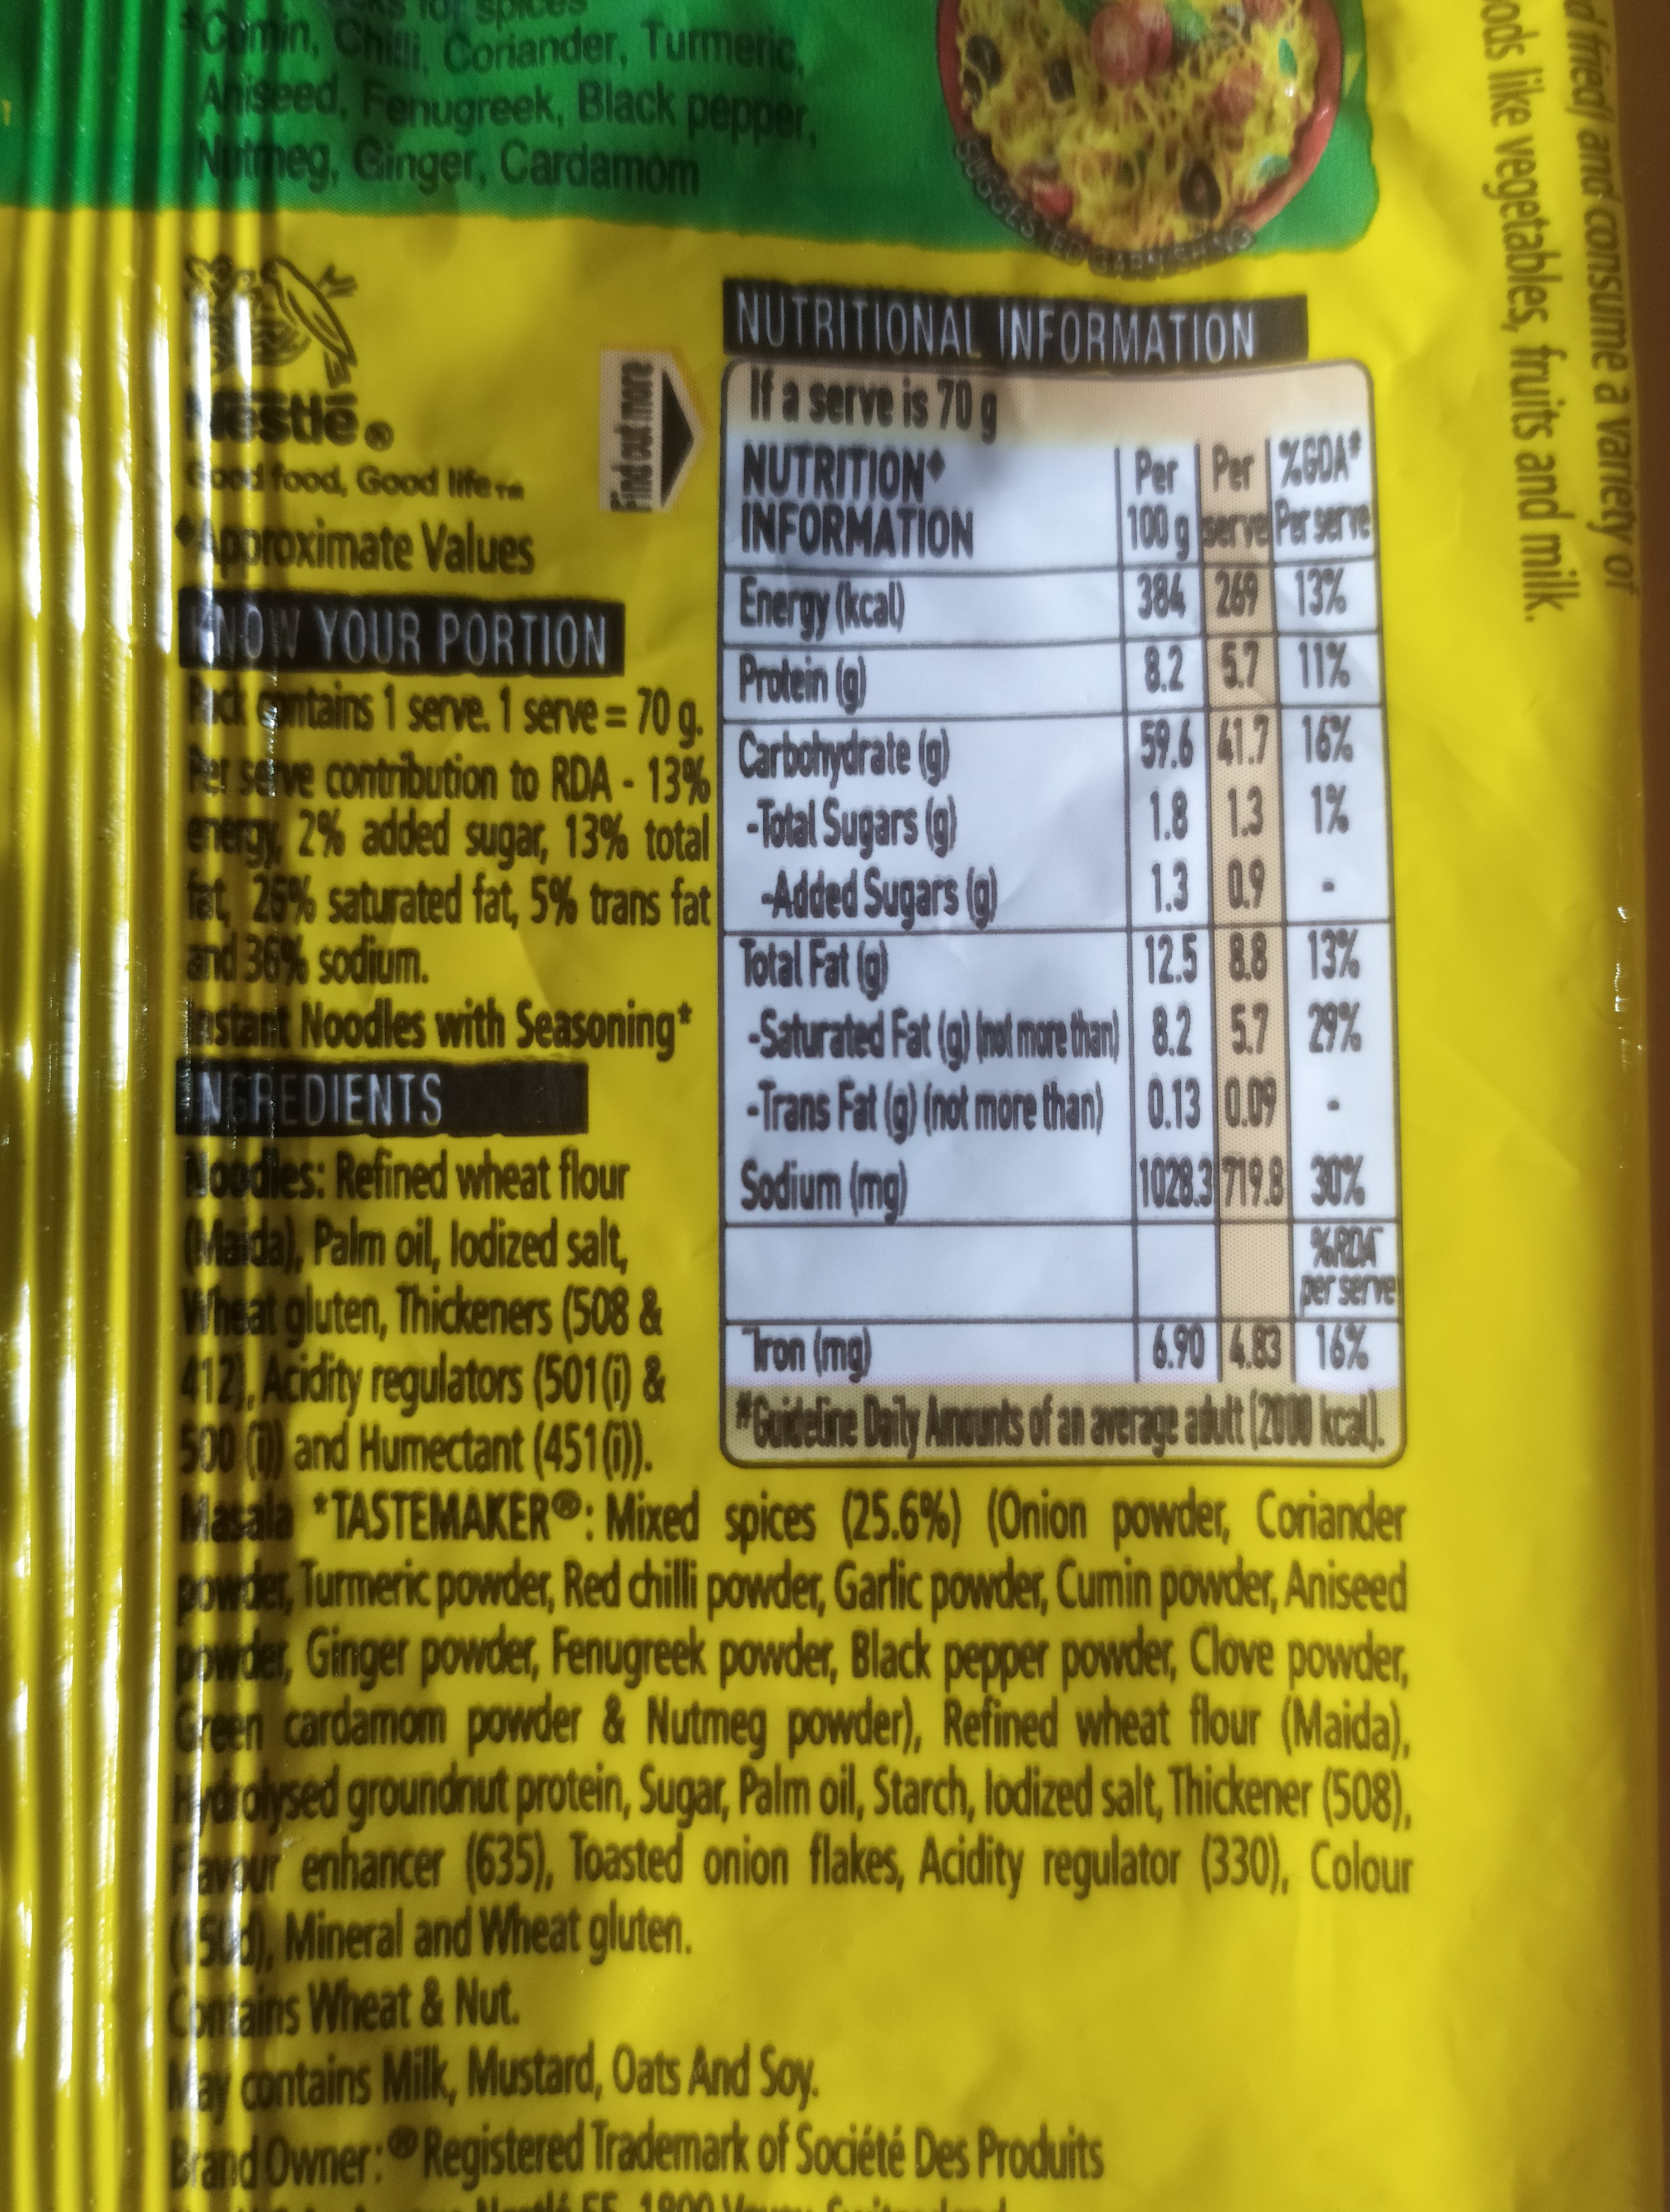 for spices
*Cumin, Chilli, Coriander, Turmeric,
Aniseed, Fenugreek, Black pepper,
Nutmeg, Ginger, Cardamom
SUGGESTED GARNISHING
d fried) and consume a variety of
ods like vegetables, fruits and milk.
Nestlé®
Good food, Good life TM
♦Approximate Values
KNOW YOUR PORTION
Pack contains 1 serve. 1 serve = 70 g.
Per serve contribution to RDA - 13%
energy, 2% added sugar, 13% total
fat, 26% saturated fat, 5% trans fat
and 36% sodium.
Instant Noodles with Seasoning*
INGREDIENTS
Noodles: Refined wheat flour
(Maida), Palm oil, Iodized salt,
Wheat gluten, Thickeners (508 &
412), Acidity regulators (501(i) &
500 (i)) and Humectant (451(i)).
Find out more
NUTRITIONAL INFORMATION
If a serve is 70 g
NUTRITION♦ INFORMATION Per 100 g Per serve %GDA# Per serve
Energy (kcal) 384 269 13%
Protein (g) 8.2 5.7 11%
Carbohydrate (g) 59.6 41.7 16%
-Total Sugars (g) 1.8 1.3 1%
-Added Sugars (g) 1.3 0.9 -
Total Fat (g) 12.5 8.8 13%
-Saturated Fat (g) (not more than) 8.2 5.7 29%
-Trans Fat (g) (not more than) 0.13 0.09 -
Sodium (mg) 1028.3 719.8 30%
%RDA~ per serve
~Iron (mg) 6.90 4.83 16%
#Guideline Daily Amounts of an average adult (2000 kcal).
Masala *TASTEMAKER®: Mixed spices (25.6%) (Onion powder, Coriander
powder, Turmeric powder, Red chilli powder, Garlic powder, Cumin powder, Aniseed
powder, Ginger powder, Fenugreek powder, Black pepper powder, Clove powder,
Green cardamom powder & Nutmeg powder), Refined wheat flour (Maida),
Hydrolysed groundnut protein, Sugar, Palm oil, Starch, Iodized salt, Thickener (508),
Flavour enhancer (635), Toasted onion flakes, Acidity regulator (330), Colour
(150d), Mineral and Wheat gluten.
Contains Wheat & Nut.
May contains Milk, Mustard, Oats And Soy.
Brand Owner: ® Registered Trademark of Société Des Produits